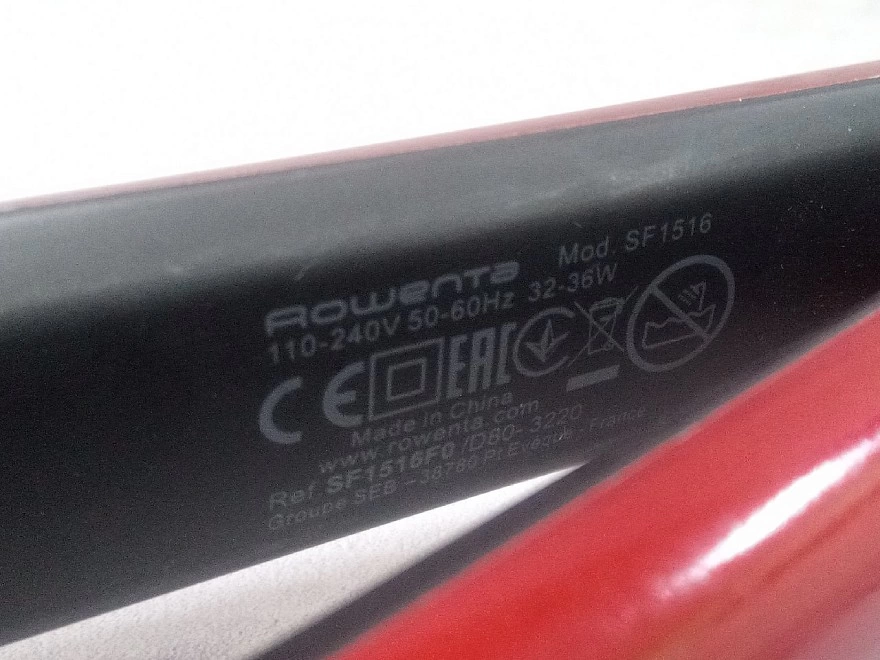 Rowenta Mod. SF1516
110-240V 50-60Hz 32-36W
CE EAC
Made in China
www.rowenta.com
Ref SF1516F0 /D80- 3220
Groupe SEB - 38780 Pt Evêque - France